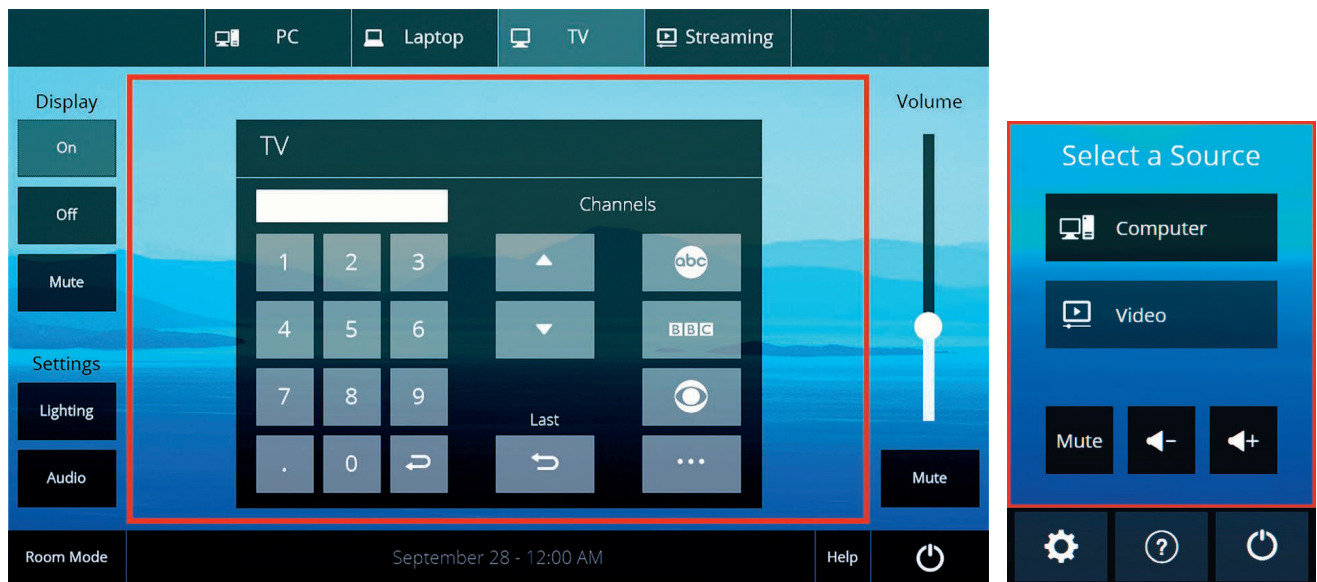 PC Laptop TV Streaming
Display
On
Off
Mute
Settings
Lighting
Audio
TV
Channels
1 2 3
abc
4 5 6
BBC
7 8 9
Last
. 0
...
Volume
Mute
Room Mode
September 28 - 12:00 AM
Help
Select a Source
Computer
Video
Mute - +
?